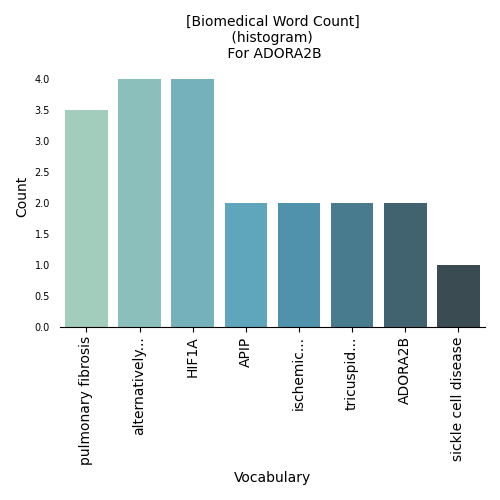 [Biomedical Word Count]
(histogram)
For ADORA2B
4.0
3.5
3.0
2.5
2.0
1.5
1.0
0.5
0.0
Count
pulmonary fibrosis
alternatively...
HIF1A
APIP
ischemic...
tricuspid...
ADORA2B
sickle cell disease
Vocabulary